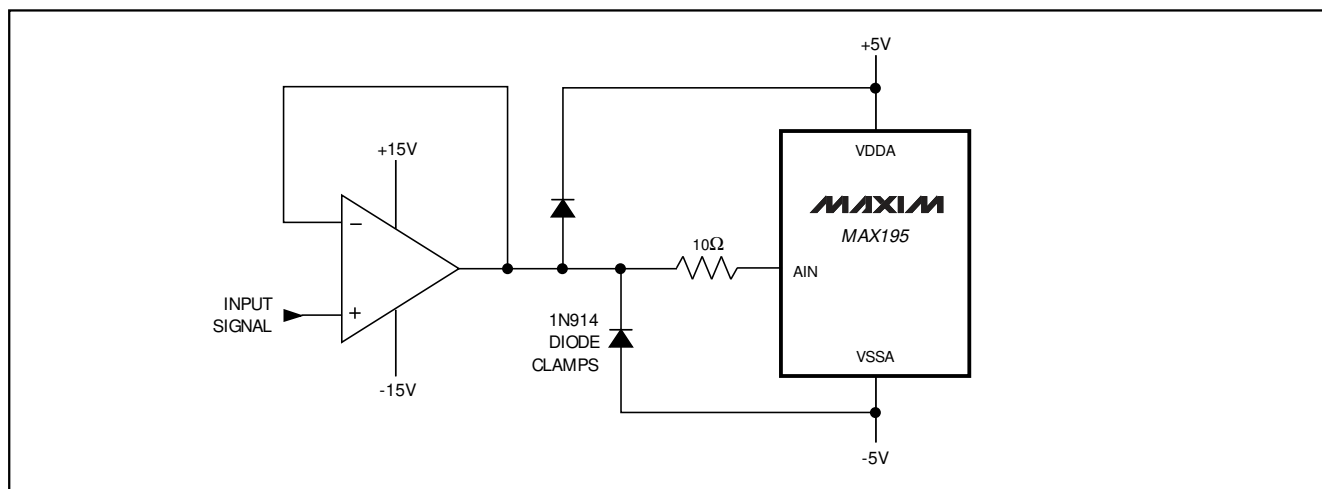 +5V
+15V
VDDA
MAXIM
MAX195
−
10Ω
AIN
INPUT
SIGNAL
+
1N914
DIODE
CLAMPS
VSSA
-15V
-5V